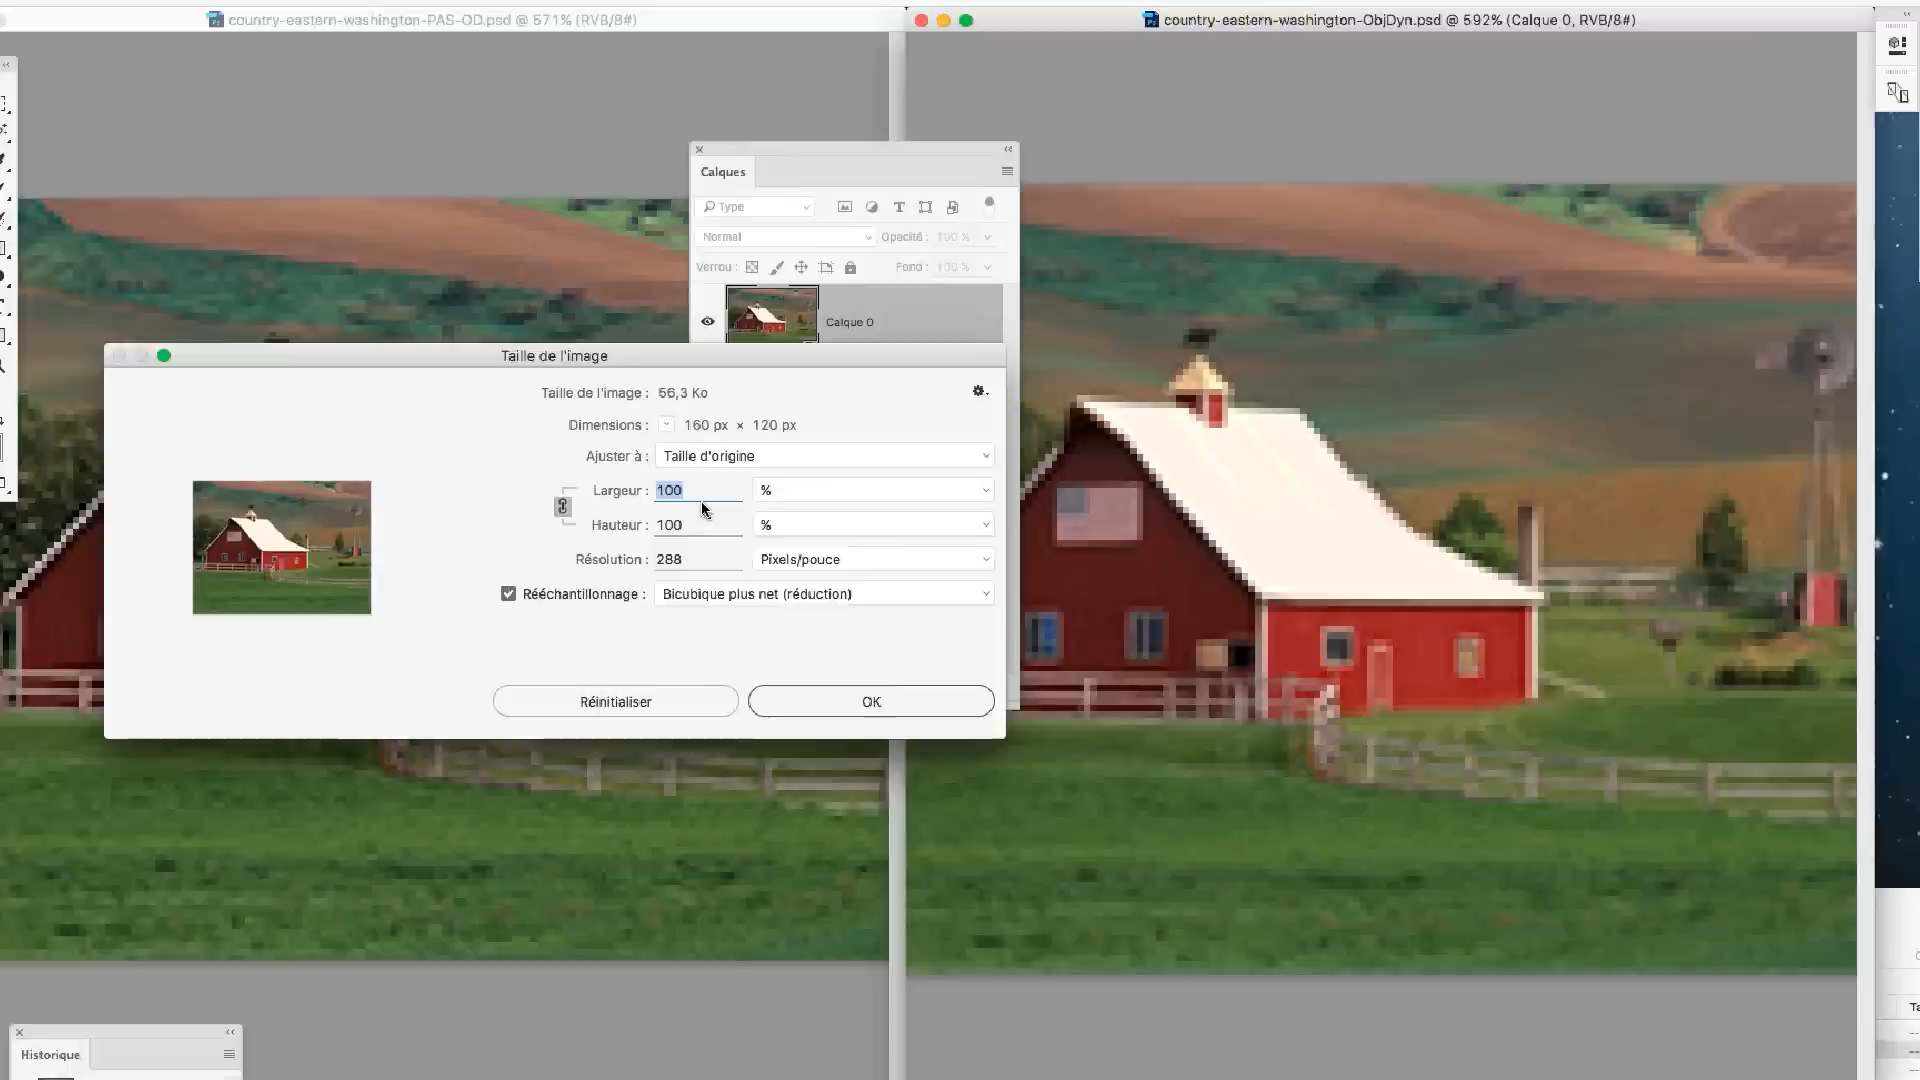 country-eastern-washington-PAS-OD.psd @ 571% (RVB/8#)
country-eastern-washington-ObjDyn.psd @ 592% (Calque 0, RVB/8#)
Calques
Type
Normal
Opacité : 100 %
Verrou :
Fond : 100 %
Calque 0
Taille de l'image
Taille de l'image : 56,3 Ko
Dimensions : 160 px × 120 px
Ajuster à : Taille d'origine
Largeur : 100 %
Hauteur : 100 %
Résolution : 288 Pixels/pouce
Rééchantillonnage : Bicubique plus net (réduction)
Réinitialiser
OK
Historique